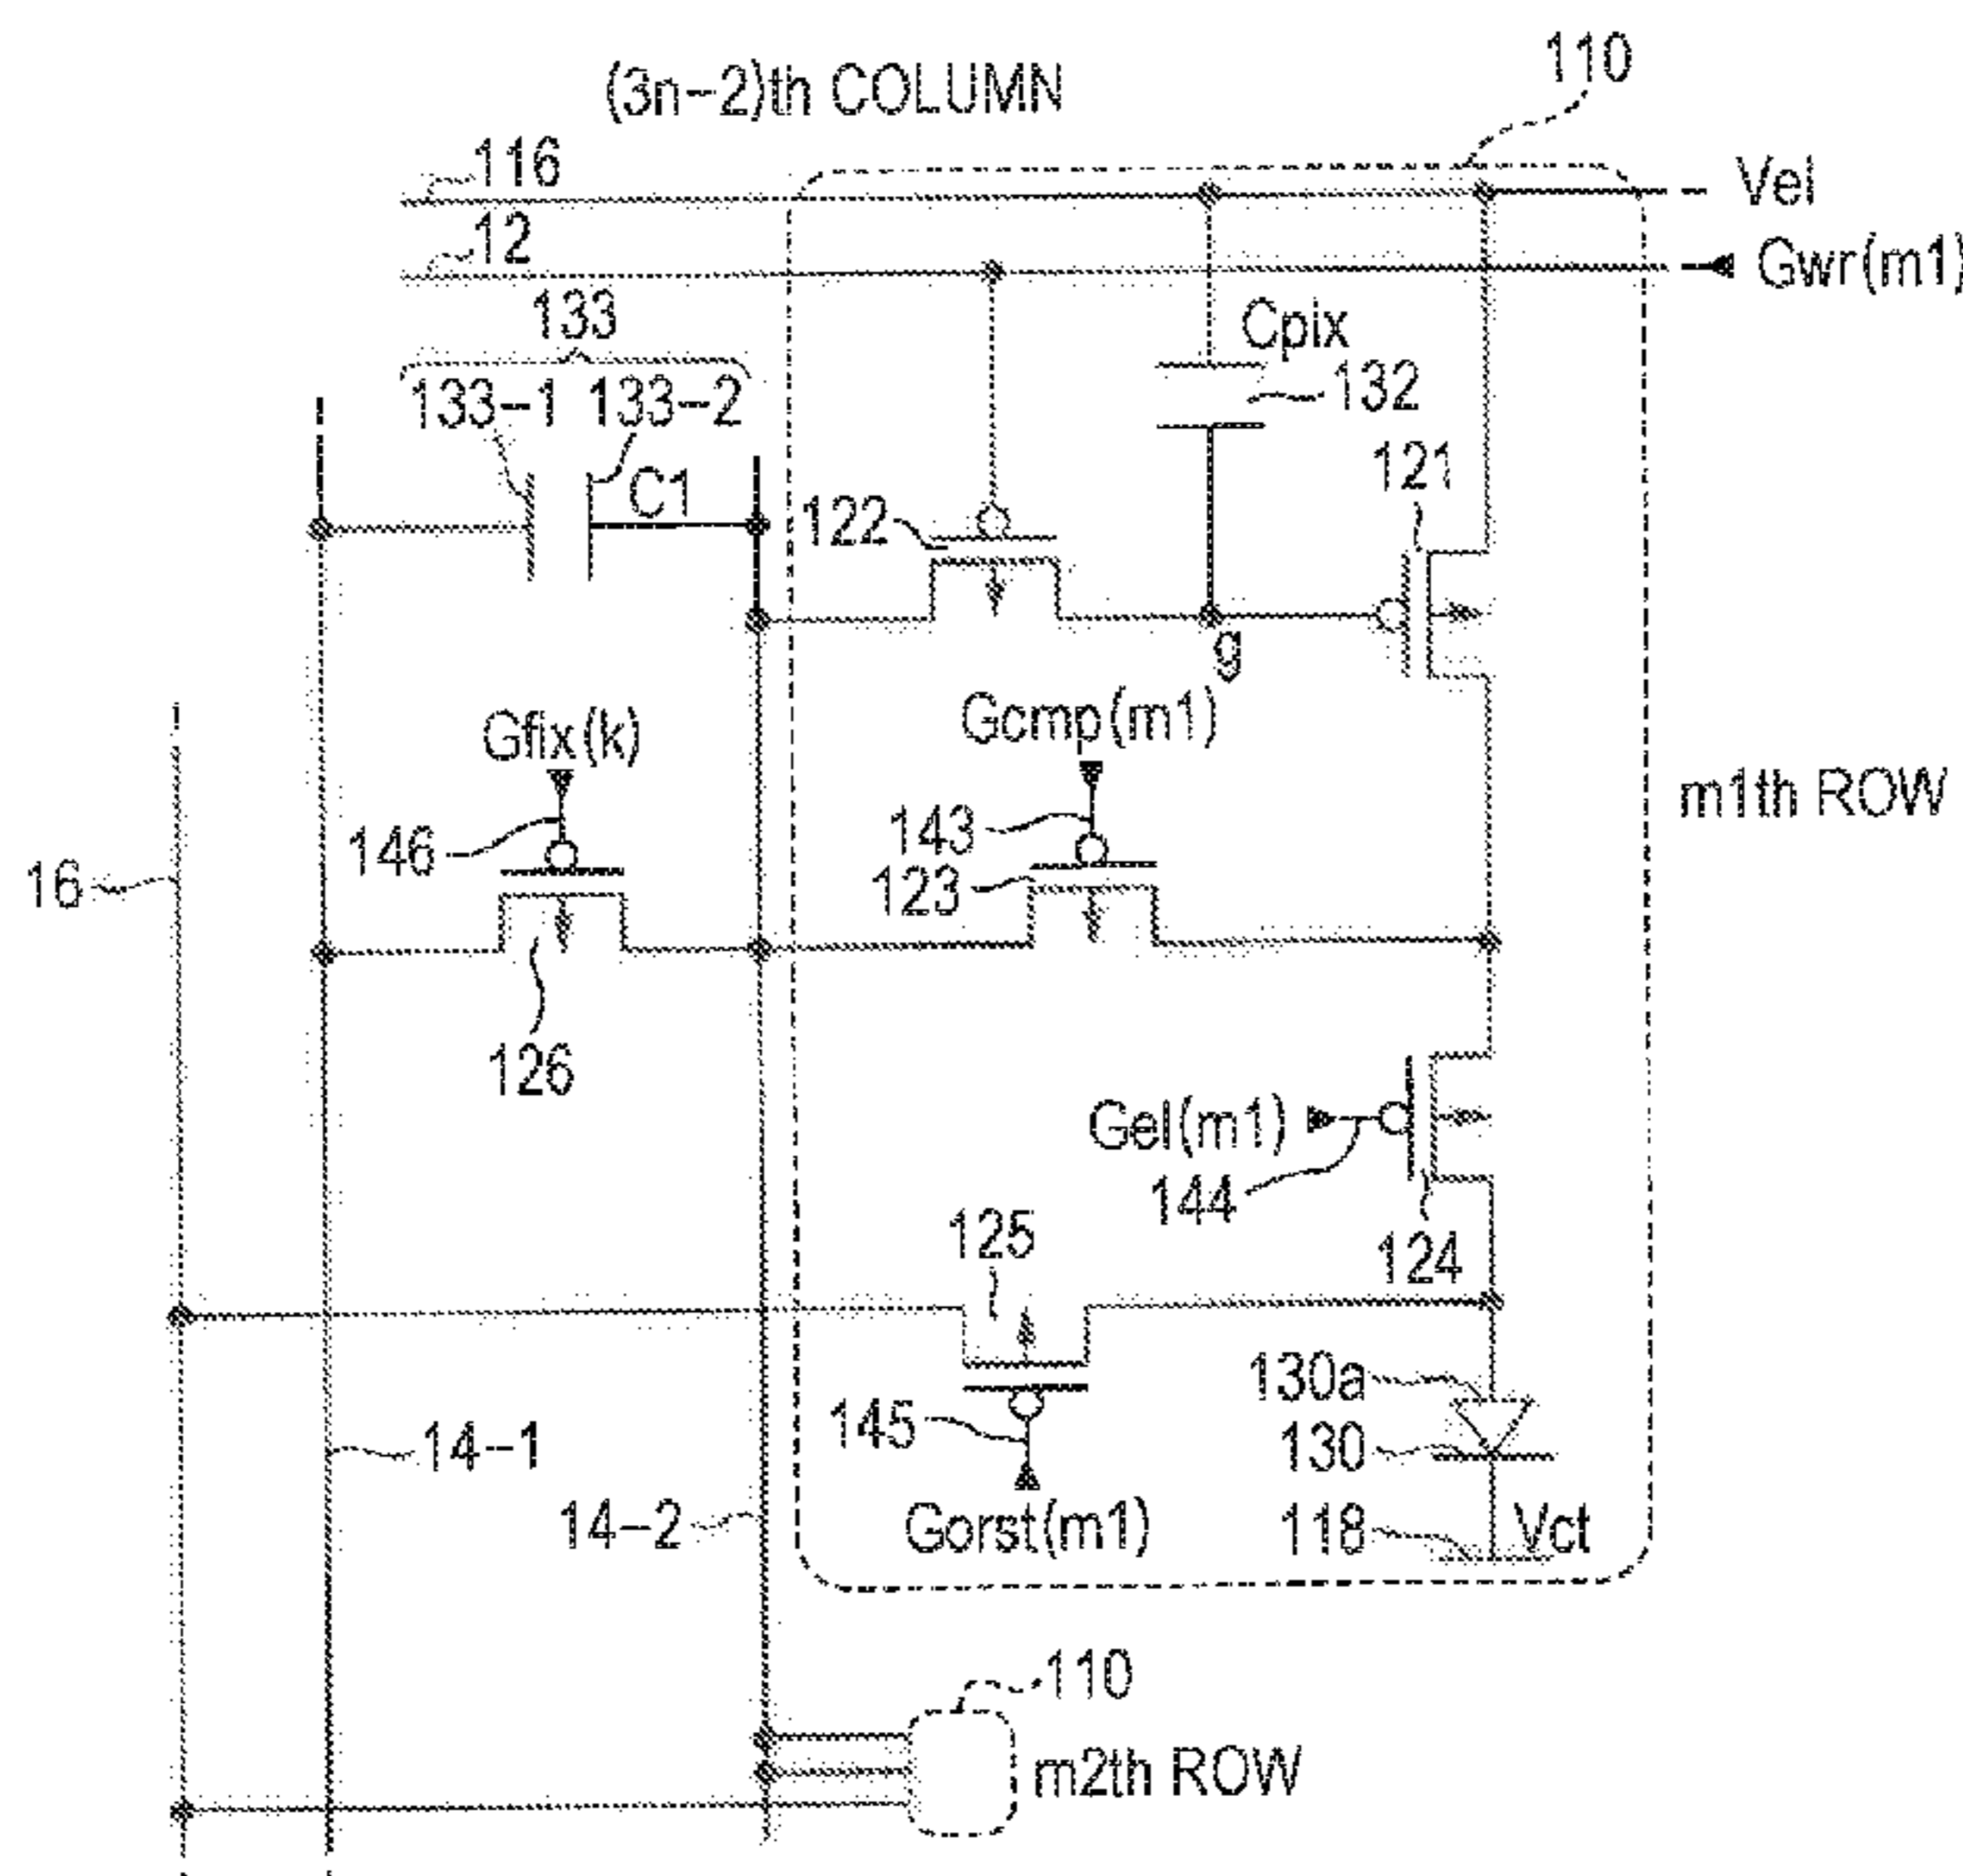 (3n-2)th COLUMN
110
116
Vel
12
Gwr(m1)
133
Cpix
133-1 133-2
132
C1
122
121
g
Gfix(k)
Gcmp(m1)
m1th ROW
146
143
16
123
126
Gel(m1)
144
125
124
130a
145
14-1
130
14-2
Gorst(m1)
118
Vct
110
m2th ROW